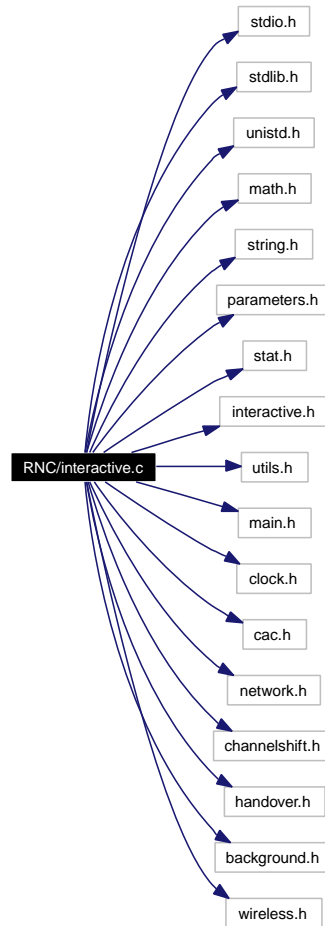 stdio.h
stdlib.h
unistd.h
math.h
string.h
parameters.h
stat.h
interactive.h
RNC/interactive.c
utils.h
main.h
clock.h
cac.h
network.h
channelshift.h
handover.h
background.h
wireless.h